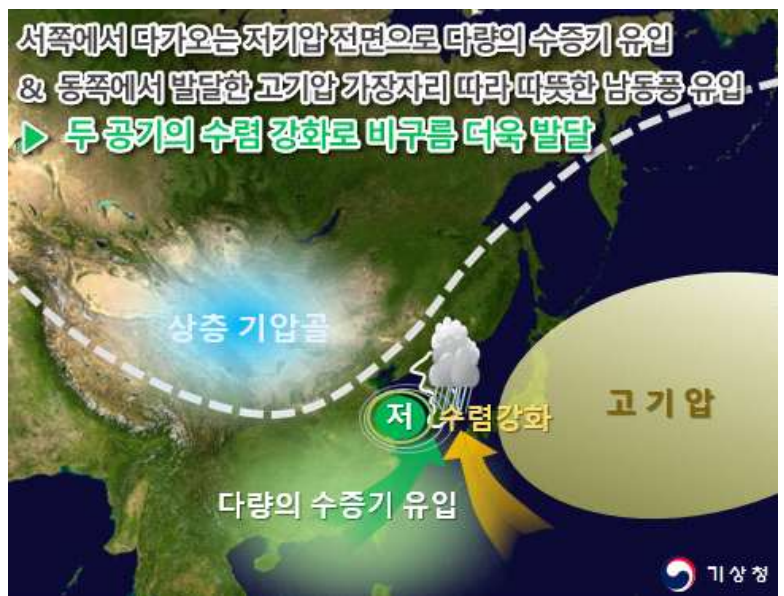 서쪽에서 다가오는 저기압 전면으로 다량의 수증기 유입
& 동쪽에서 발달한 고기압 가장자리 따라 따뜻한 남동풍 유입
▶ 두 공기의 수렴 강화로 비구름 더욱 발달
상층 기압골
고기압
저
수렴강화
다량의 수증기 유입
기상청